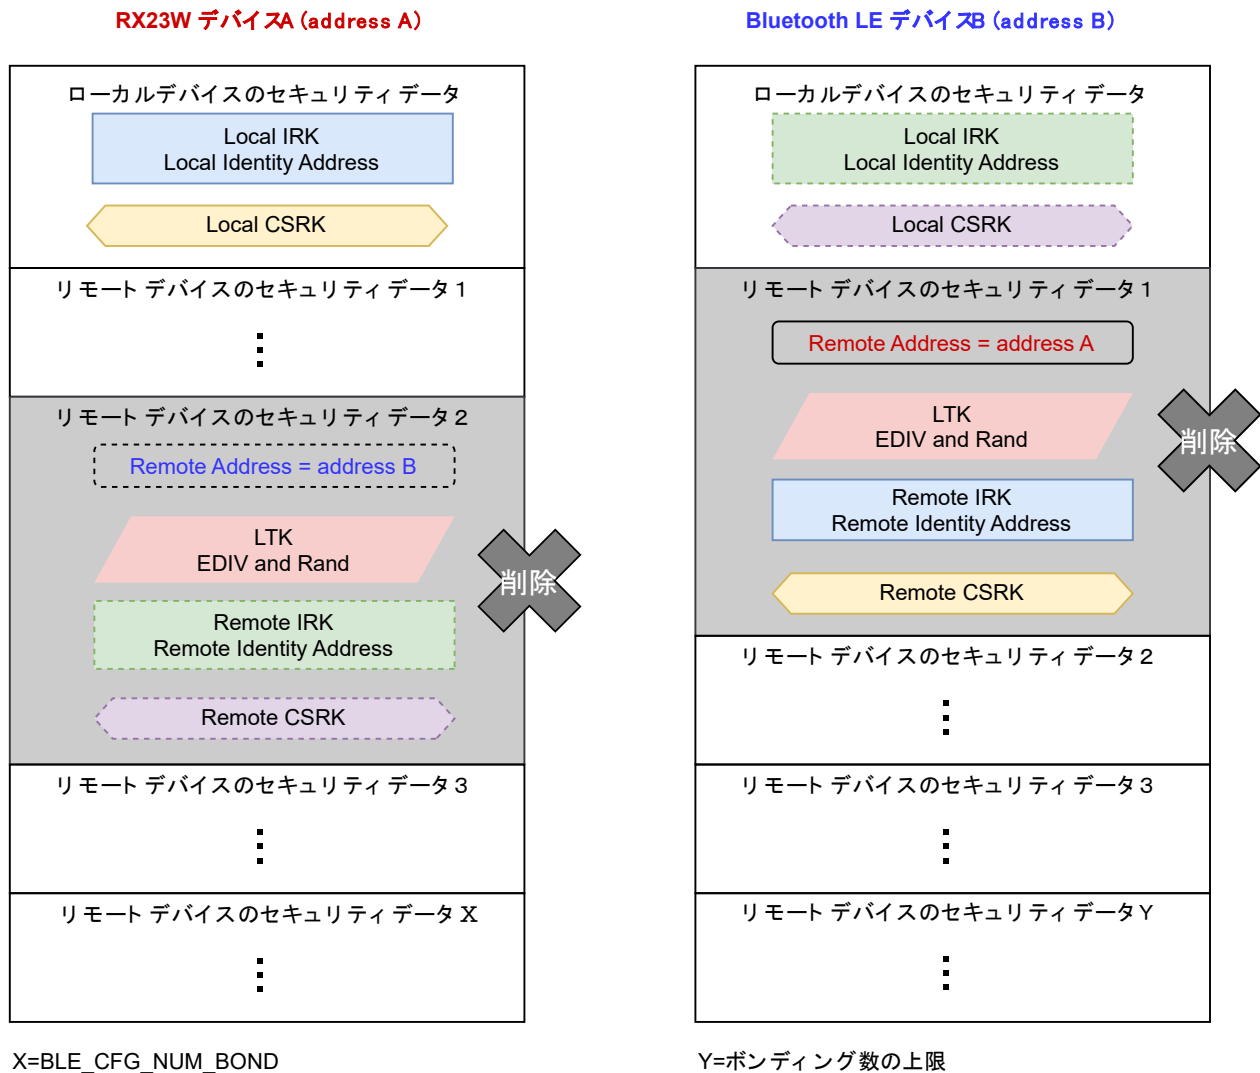 RX23W デバイスA (address A)
ローカルデバイスのセキュリティデータ
Local IRK
Local Identity Address
Local CSRK
リモートデバイスのセキュリティデータ1
リモートデバイスのセキュリティデータ2
Remote Address = address B
LTK
EDIV and Rand
削除
Remote IRK
Remote Identity Address
Remote CSRK
リモートデバイスのセキュリティデータ3
リモートデバイスのセキュリティデータX
X=BLE_CFG_NUM_BOND
Bluetooth LE デバイスB (address B)
ローカルデバイスのセキュリティデータ
Local IRK
Local Identity Address
Local CSRK
リモートデバイスのセキュリティデータ1
Remote Address = address A
LTK
EDIV and Rand
削除
Remote IRK
Remote Identity Address
Remote CSRK
リモートデバイスのセキュリティデータ2
リモートデバイスのセキュリティデータ3
リモートデバイスのセキュリティデータY
Y=ボンディング数の上限